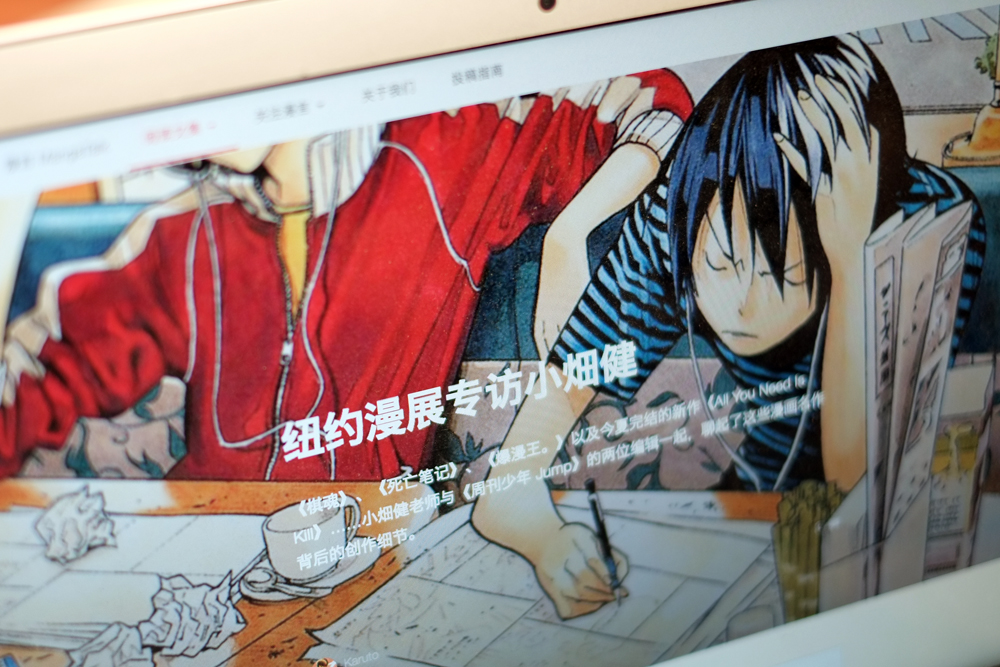 关于我们
投稿指南
纽约漫展专访小畑健
《棋魂》、《死亡笔记》、《爆漫王。》以及今夏完结的新作《All You Need Is
Kill》……小畑健老师与《周刊少年 Jump》的两位编辑一起，聊起了这些漫画名作
背后的创作细节。
Karuto